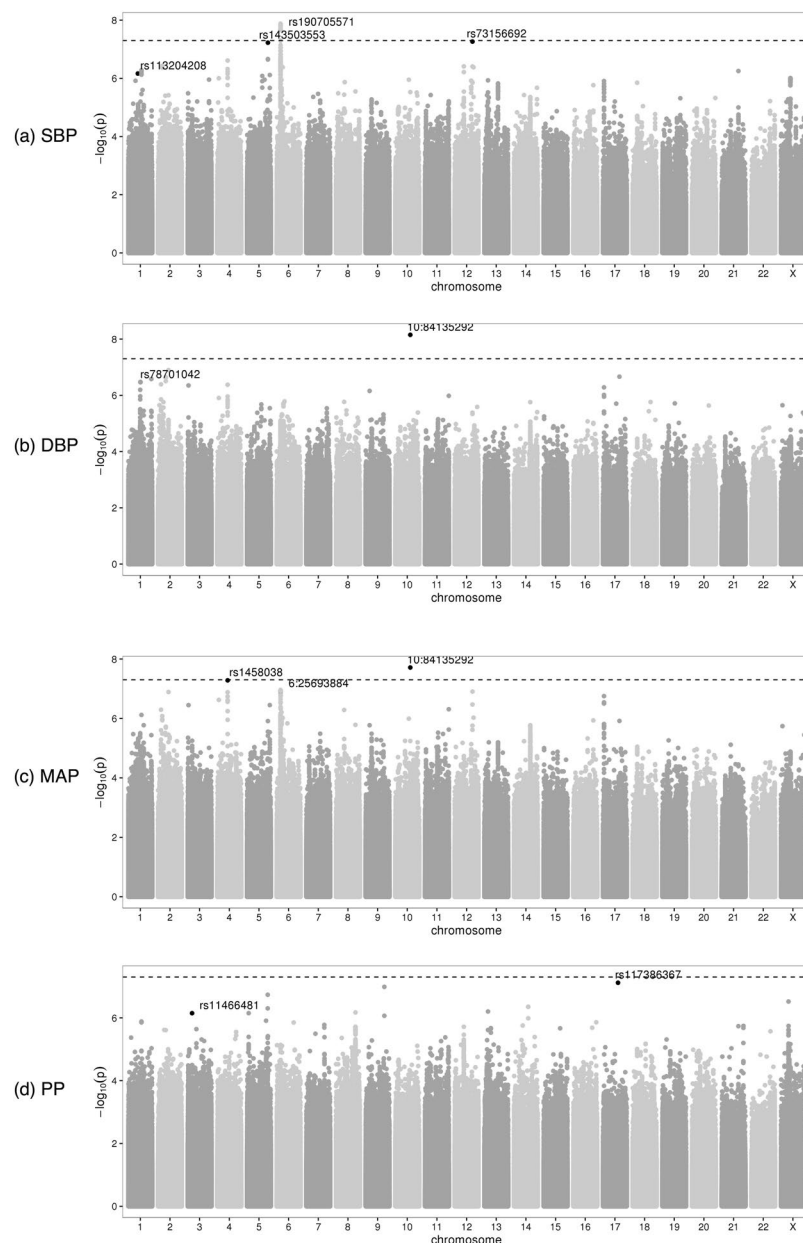 (a) SBP
−log₁₀(p)
8
6
4
2
0
rs113204208
rs143503553
rs190705571
rs73156692
1 2 3 4 5 6 7 8 9 10 11 12 13 14 15 16 17 18 19 20 21 22 X
chromosome
(b) DBP
−log₁₀(p)
8
6
4
2
0
rs78701042
10:84135292
1 2 3 4 5 6 7 8 9 10 11 12 13 14 15 16 17 18 19 20 21 22 X
chromosome
(c) MAP
−log₁₀(p)
8
6
4
2
0
rs1458038
6:25693884
10:84135292
1 2 3 4 5 6 7 8 9 10 11 12 13 14 15 16 17 18 19 20 21 22 X
chromosome
(d) PP
−log₁₀(p)
6
4
2
0
rs11466481
rs117386367
1 2 3 4 5 6 7 8 9 10 11 12 13 14 15 16 17 18 19 20 21 22 X
chromosome